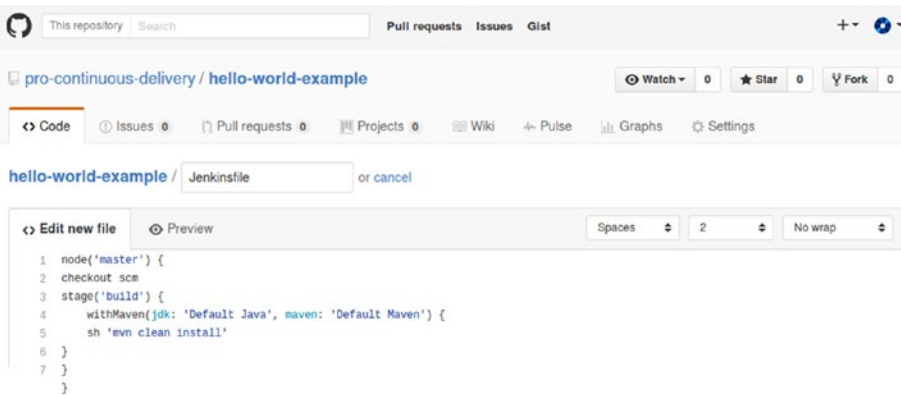 This repository Search Pull requests Issues Gist
pro-continuous-delivery / hello-world-example Watch 0 Star 0 Fork 0
Code Issues 0 Pull requests 0 Projects 0 Wiki Pulse Graphs Settings
hello-world-example / Jenkinsfile or cancel
Edit new file Preview Spaces 2 No wrap
1 node('master') {
2 checkout scm
3 stage('build') {
4 withMaven(jdk: 'Default Java', maven: 'Default Maven') {
5 sh 'mvn clean install'
6 }
7 }
}